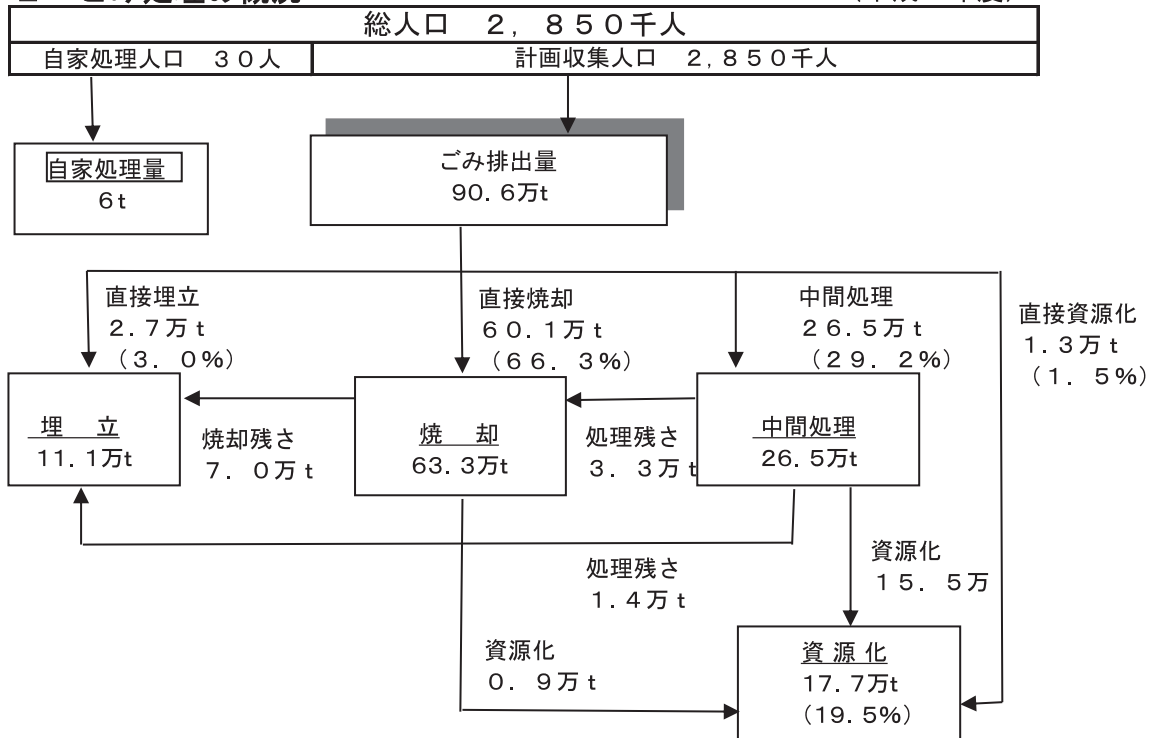 総人口 2,850千人
自家処理人口 30人
計画収集人口 2,850千人
自家処理量
6t
ごみ排出量
90.6万t
直接埋立
2.7万t
(3.0%)
直接焼却
60.1万t
(66.3%)
中間処理
26.5万t
(29.2%)
直接資源化
1.3万t
(1.5%)
埋 立
11.1万t
焼却残さ
7.0万t
焼 却
63.3万t
処理残さ
3.3万t
中間処理
26.5万t
処理残さ
1.4万t
資源化
15.5万
資源化
0.9万t
資源化
17.7万t
(19.5%)